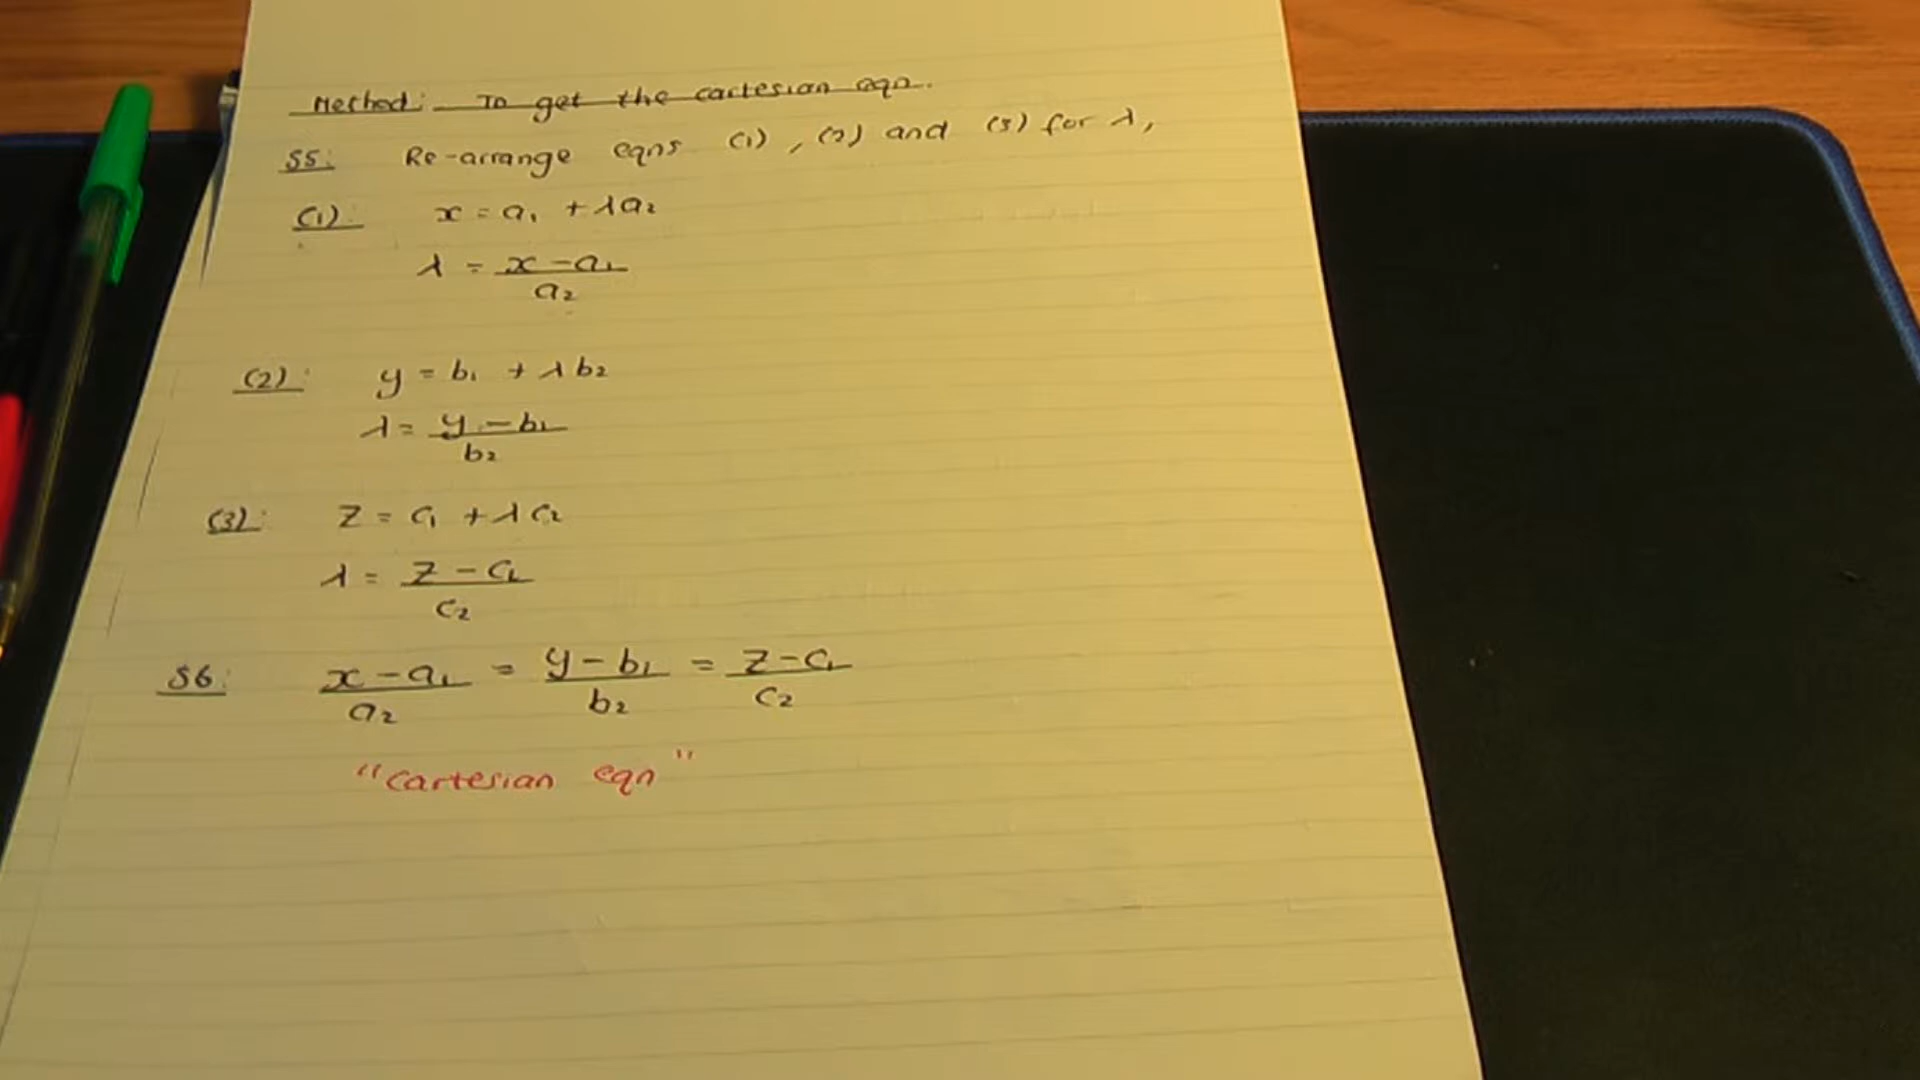 Method: To get the cartesian eqn.
S5: Re-arrange eqns (1), (2) and (3) for λ,
(1): x = a₁ + λa₂
λ = x - a₁
a₂
(2): y = b₁ + λb₂
λ = y - b₁
b₂
(3): z = c₁ + λc₂
λ = z - c₁
c₂
S6: x - a₁ = y - b₁ = z - c₁
a₂ b₂ c₂
"cartesian eqn"